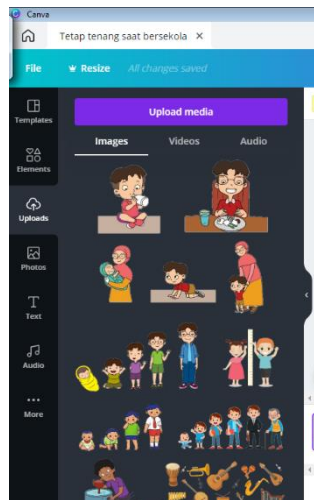 Canva
Tetap tenang saat bersekola
File
Resize
All changes saved
Templates
Elements
Uploads
Photos
Text
Audio
More
Upload media
Images
Videos
Audio